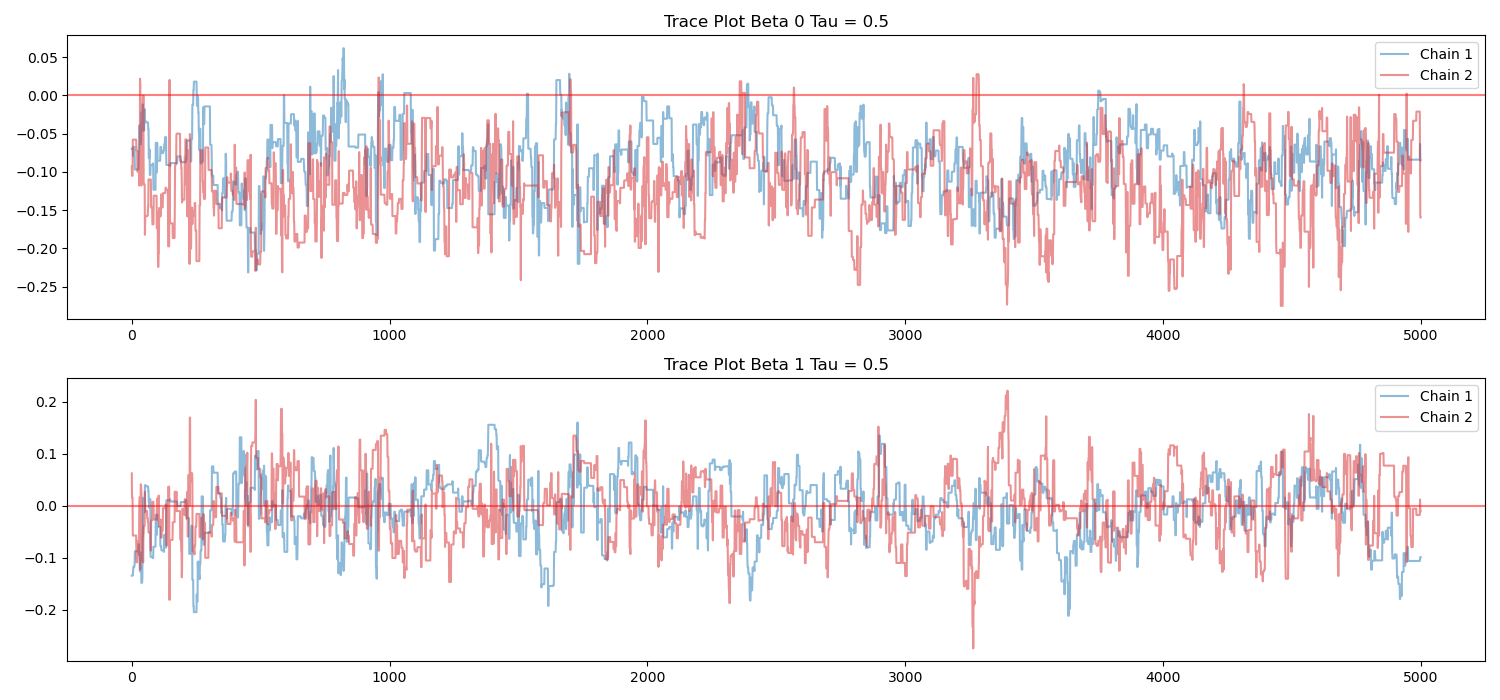 Trace Plot Beta 0 Tau = 0.5
Chain 1
Chain 2
0.05
0.00
−0.05
−0.10
−0.15
−0.20
−0.25
0 1000 2000 3000 4000 5000
Trace Plot Beta 1 Tau = 0.5
Chain 1
Chain 2
0.2
0.1
0.0
−0.1
−0.2
0 1000 2000 3000 4000 5000